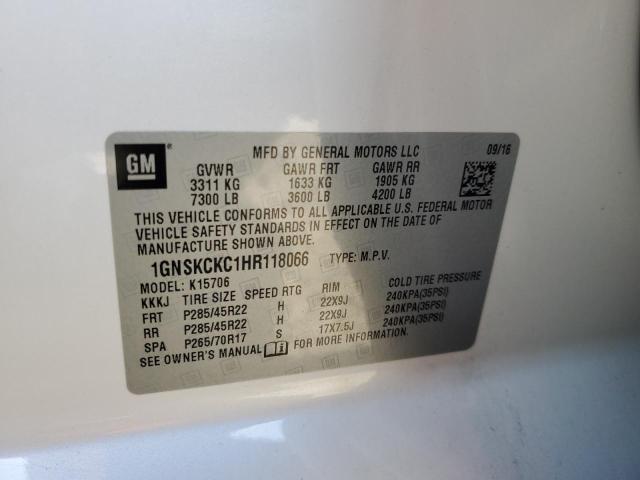 GM
MFD BY GENERAL MOTORS LLC 09/16
GVWR GAWR FRT GAWR RR
3311 KG 1633 KG 1905 KG
7300 LB 3600 LB 4200 LB
THIS VEHICLE CONFORMS TO ALL APPLICABLE U.S. FEDERAL MOTOR
VEHICLE SAFETY STANDARDS IN EFFECT ON THE DATE OF
MANUFACTURE SHOWN ABOVE.
1GNSKCKC1HR118066 TYPE: M.P.V.
MODEL: K15706
KKKJ TIRE SIZE SPEED RTG RIM COLD TIRE PRESSURE
FRT P285/45R22 H 22X9J 240KPA(35PSI)
RR P285/45R22 H 22X9J 240KPA(35PSI)
SPA P265/70R17 S 17X7.5J 240KPA(35PSI)
SEE OWNER'S MANUAL FOR MORE INFORMATION.